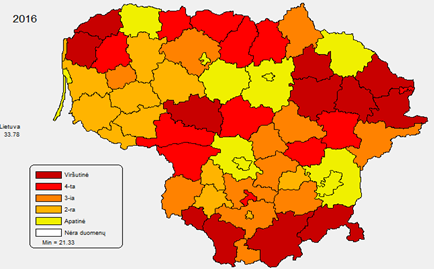 2016
Lietuva
33.78
Viršutinė
4-ta
3-ia
2-ra
Apatinė
Nėra duomenų
Min = 21.33